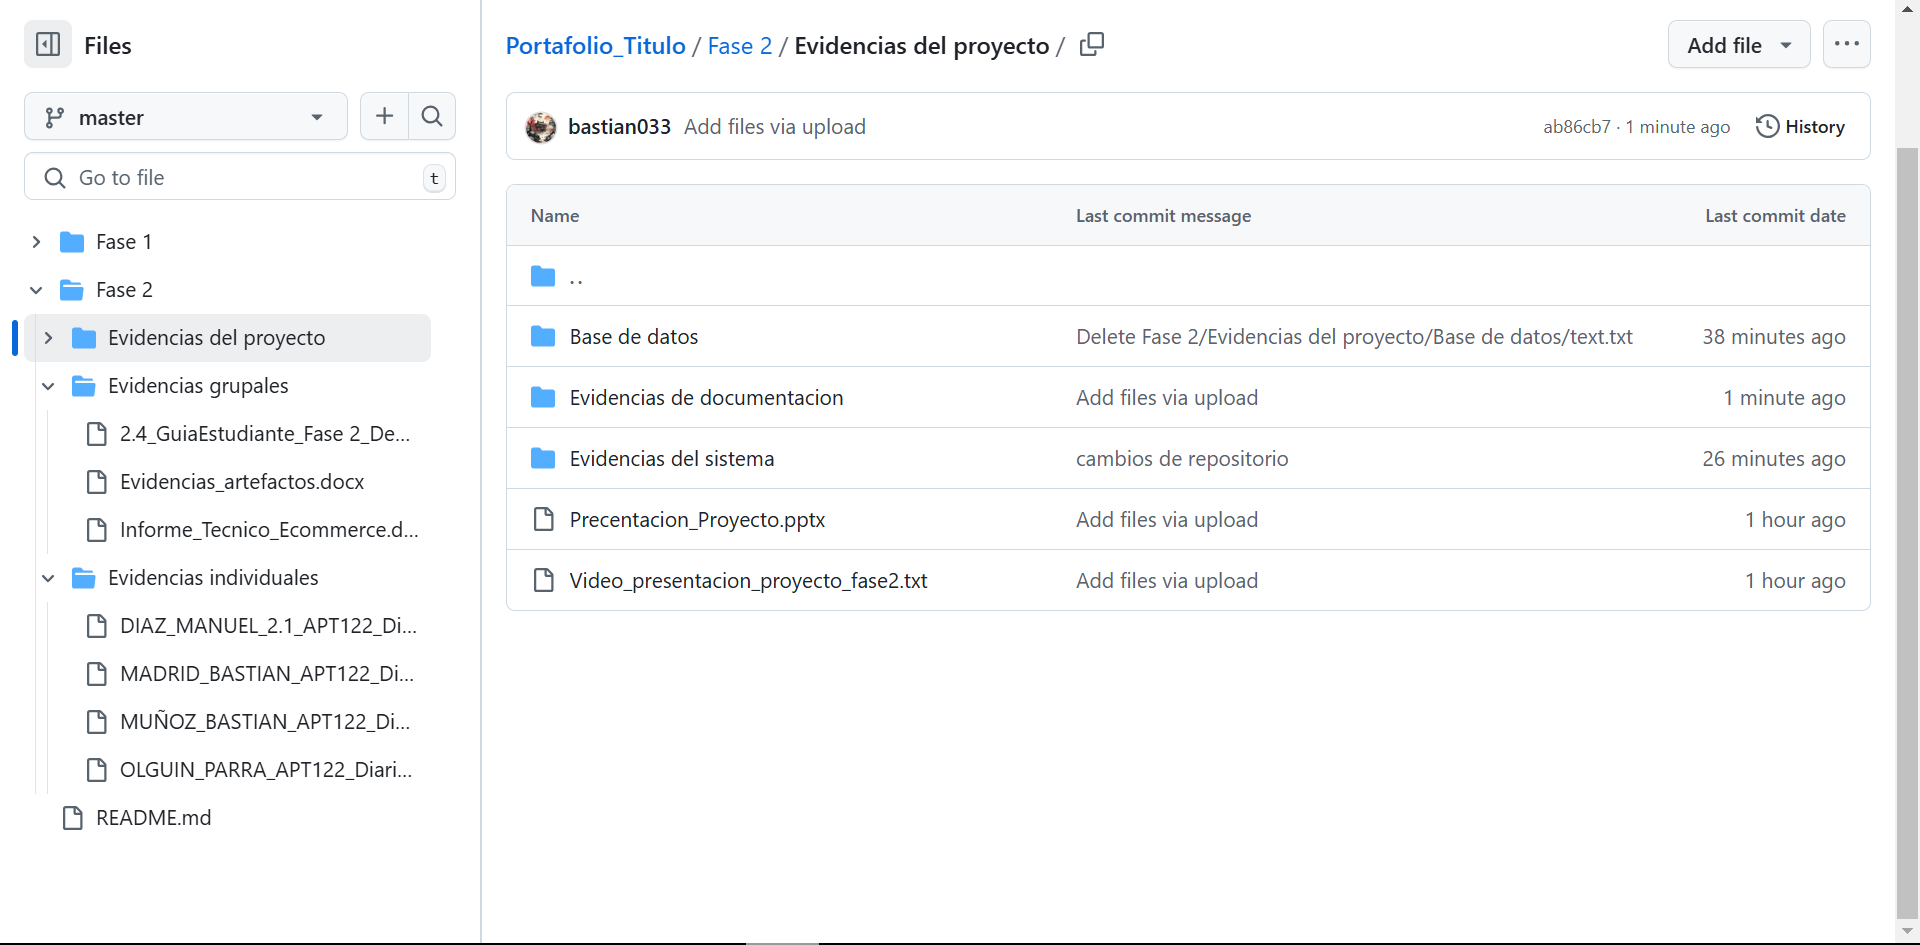 Files
master
Go to file
t
Fase 1
Fase 2
Evidencias del proyecto
Evidencias grupales
2.4_GuiaEstudiante_Fase 2_De...
Evidencias_artefactos.docx
Informe_Tecnico_Ecommerce.d...
Evidencias individuales
DIAZ_MANUEL_2.1_APT122_Di...
MADRID_BASTIAN_APT122_Di...
MUÑOZ_BASTIAN_APT122_Di...
OLGUIN_PARRA_APT122_Diari...
README.md
Portafolio_Titulo / Fase 2 / Evidencias del proyecto /
Add file
bastian033 Add files via upload ab86cb7 · 1 minute ago History
Name Last commit message Last commit date
..
Base de datos Delete Fase 2/Evidencias del proyecto/Base de datos/text.txt 38 minutes ago
Evidencias de documentacion Add files via upload 1 minute ago
Evidencias del sistema cambios de repositorio 26 minutes ago
Precentacion_Proyecto.pptx Add files via upload 1 hour ago
Video_presentacion_proyecto_fase2.txt Add files via upload 1 hour ago